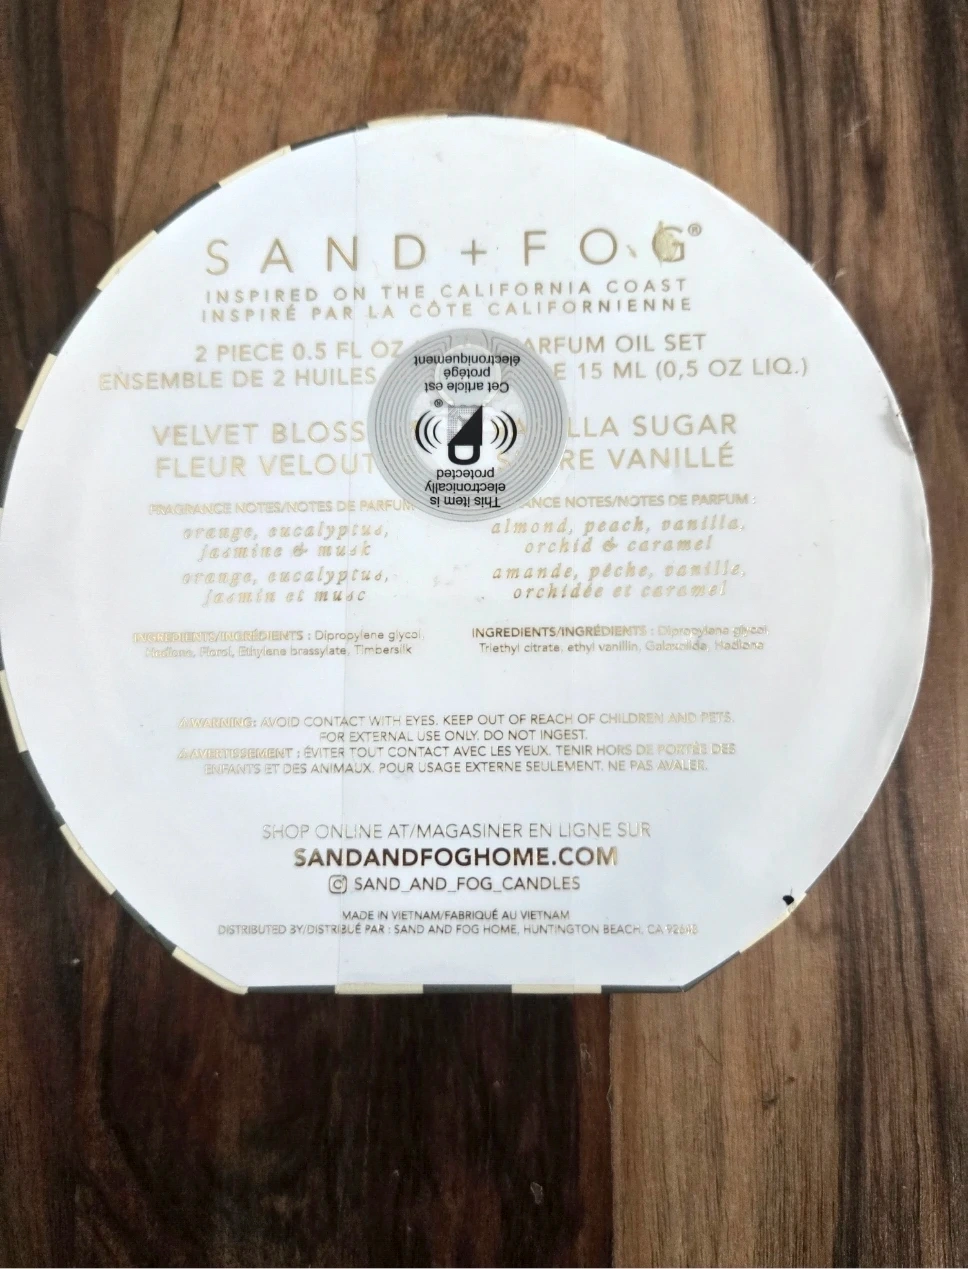 SAND + FOG®
INSPIRED ON THE CALIFORNIA COAST
INSPIRÉ PAR LA CÔTE CALIFORNIENNE
2 PIECE 0.5 FL OZ ARFUM OIL SET
ENSEMBLE DE 2 HUILES E 15 ML (0,5 OZ LIQ.)
VELVET BLOSS LLA SUGAR
FLEUR VELOUT S RE VANILLÉ
FRAGRANCE NOTES/NOTES DE PARFUM
orange, eucalyptus,
jasmine & musk
orange, eucalyptus,
jasmin et musc
ANCE NOTES/NOTES DE PARFUM :
almond, peach, vanilla,
orchid & caramel
amande, pêche, vanille,
orchidée et caramel
INGREDIENTS/INGRÉDIENTS : Dipropylene glycol,
Hedione, Florol, Ethylene brassylate, Timbersilk
INGREDIENTS/INGRÉDIENTS : Dipropylene glycol,
Triethyl citrate, ethyl vanillin, Galaxolide, Hedione
This item is
electronically
protected
®
Cet article est
protégé
électroniquement
⚠WARNING: AVOID CONTACT WITH EYES. KEEP OUT OF REACH OF CHILDREN AND PETS.
FOR EXTERNAL USE ONLY. DO NOT INGEST.
⚠AVERTISSEMENT : ÉVITER TOUT CONTACT AVEC LES YEUX. TENIR HORS DE PORTÉE DES
ENFANTS ET DES ANIMAUX. POUR USAGE EXTERNE SEULEMENT. NE PAS AVALER.
SHOP ONLINE AT/MAGASINER EN LIGNE SUR
SANDANDFOGHOME.COM
SAND_AND_FOG_CANDLES
MADE IN VIETNAM/FABRIQUÉ AU VIETNAM
DISTRIBUTED BY/DISTRIBUÉ PAR : SAND AND FOG HOME, HUNTINGTON BEACH, CA 92648